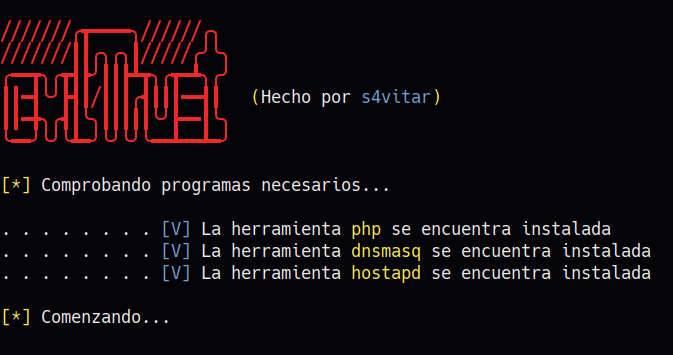 (Hecho por s4vitar)
[*] Comprobando programas necesarios...
. . . . . . . . [V] La herramienta php se encuentra instalada
. . . . . . . . [V] La herramienta dnsmasq se encuentra instalada
. . . . . . . . [V] La herramienta hostapd se encuentra instalada
[*] Comenzando...